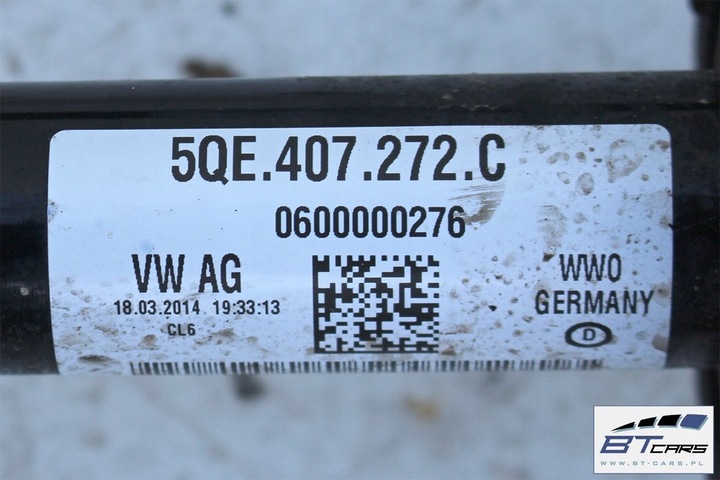 5QE.407.272.C
0600000276
VW AG
18.03.2014 19:33:13
CL6
WWO
GERMANY
D
BTCARS
WWW.BT-CARS.PL